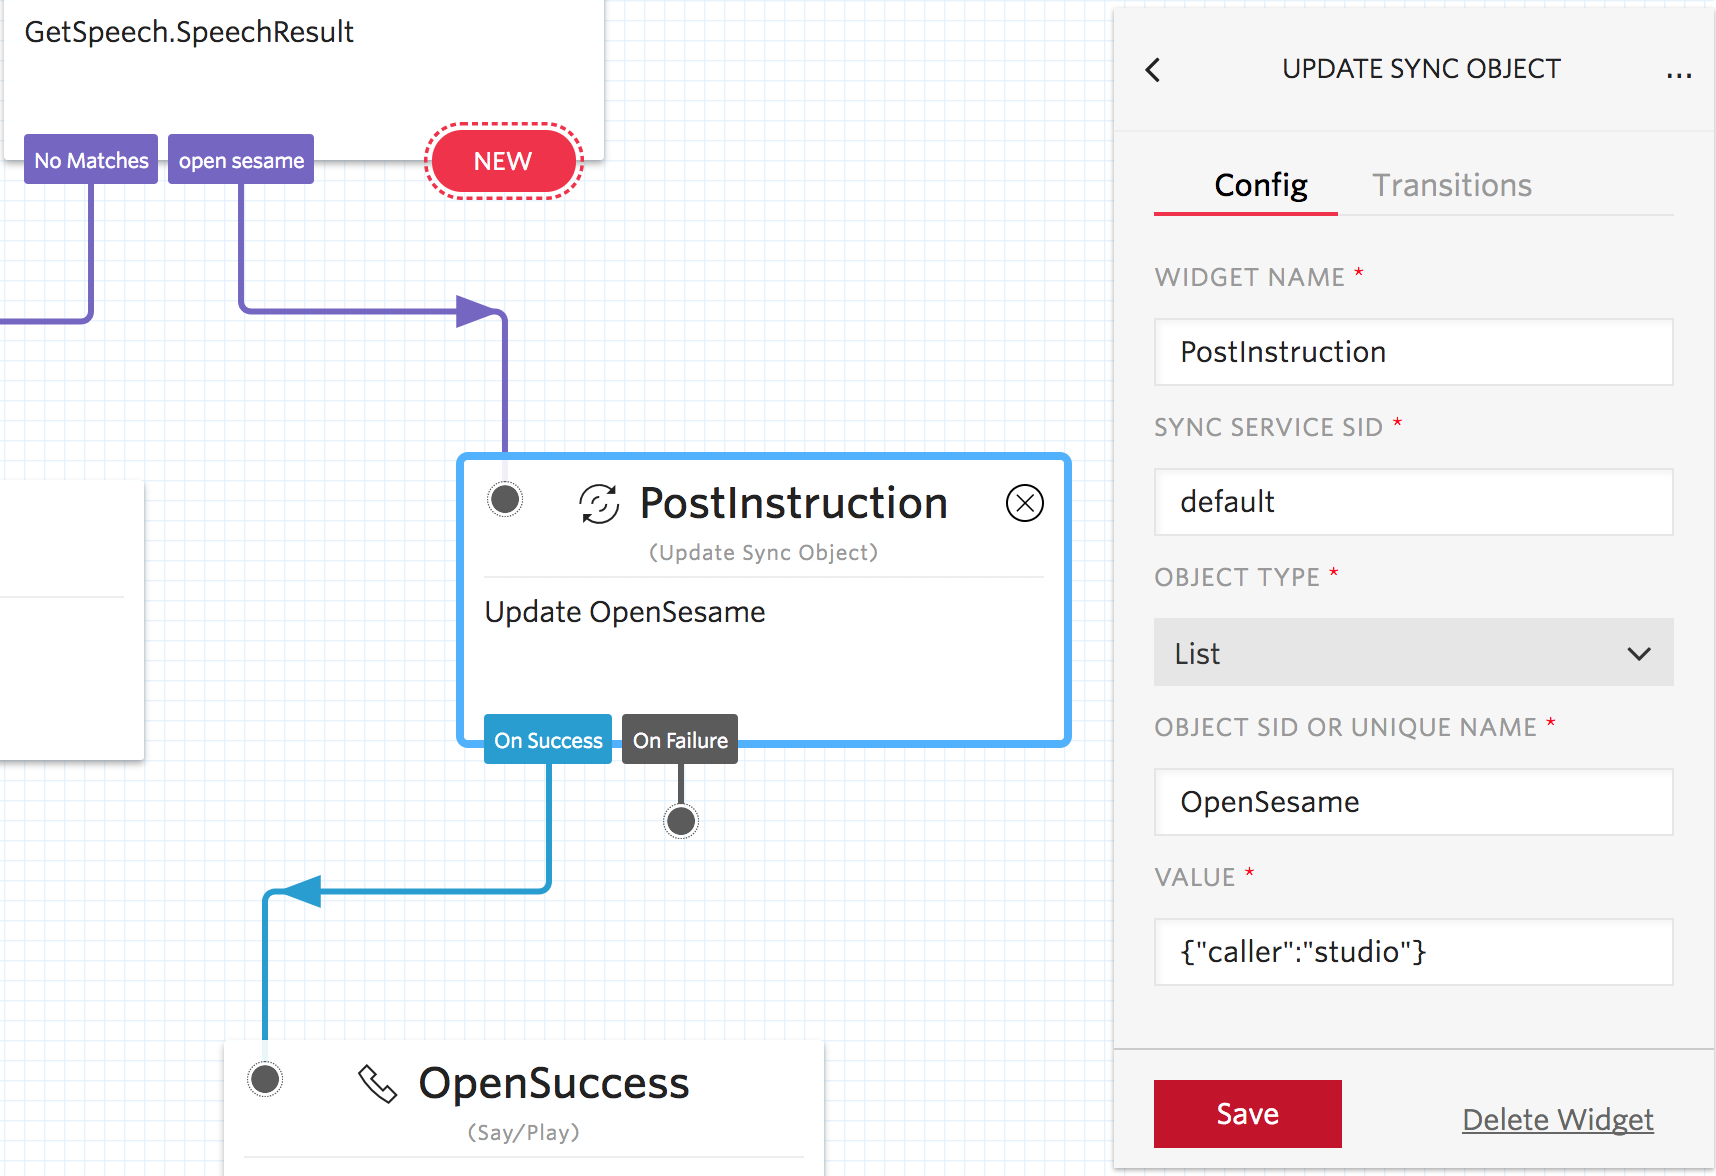 GetSpeech.SpeechResult
No Matches
open sesame
NEW
PostInstruction
(Update Sync Object)
Update OpenSesame
On Success
On Failure
OpenSuccess
(Say/Play)
UPDATE SYNC OBJECT
...
Config
Transitions
WIDGET NAME *
PostInstruction
SYNC SERVICE SID *
default
OBJECT TYPE *
List
OBJECT SID OR UNIQUE NAME *
OpenSesame
VALUE *
{"caller":"studio"}
Save
Delete Widget